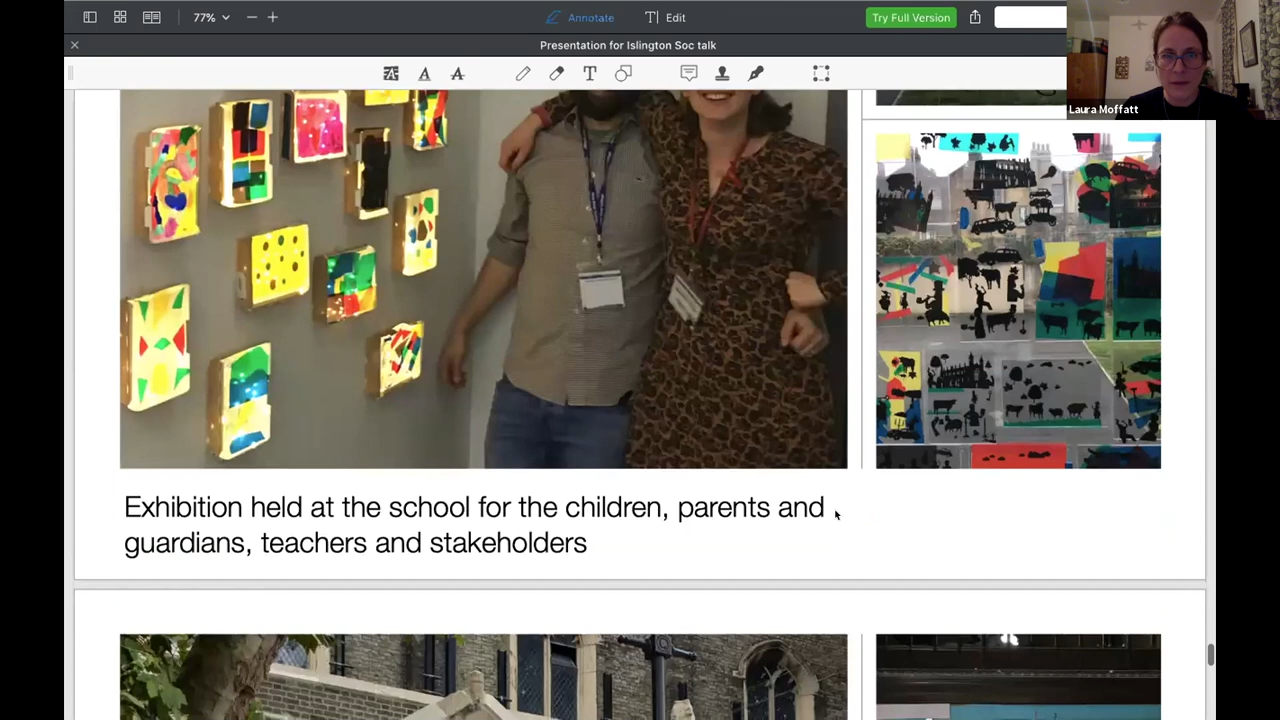 77%
Annotate
Edit
Try Full Version
Presentation for Islington Soc talk
Laura Moffatt
Exhibition held at the school for the children, parents and
guardians, teachers and stakeholders